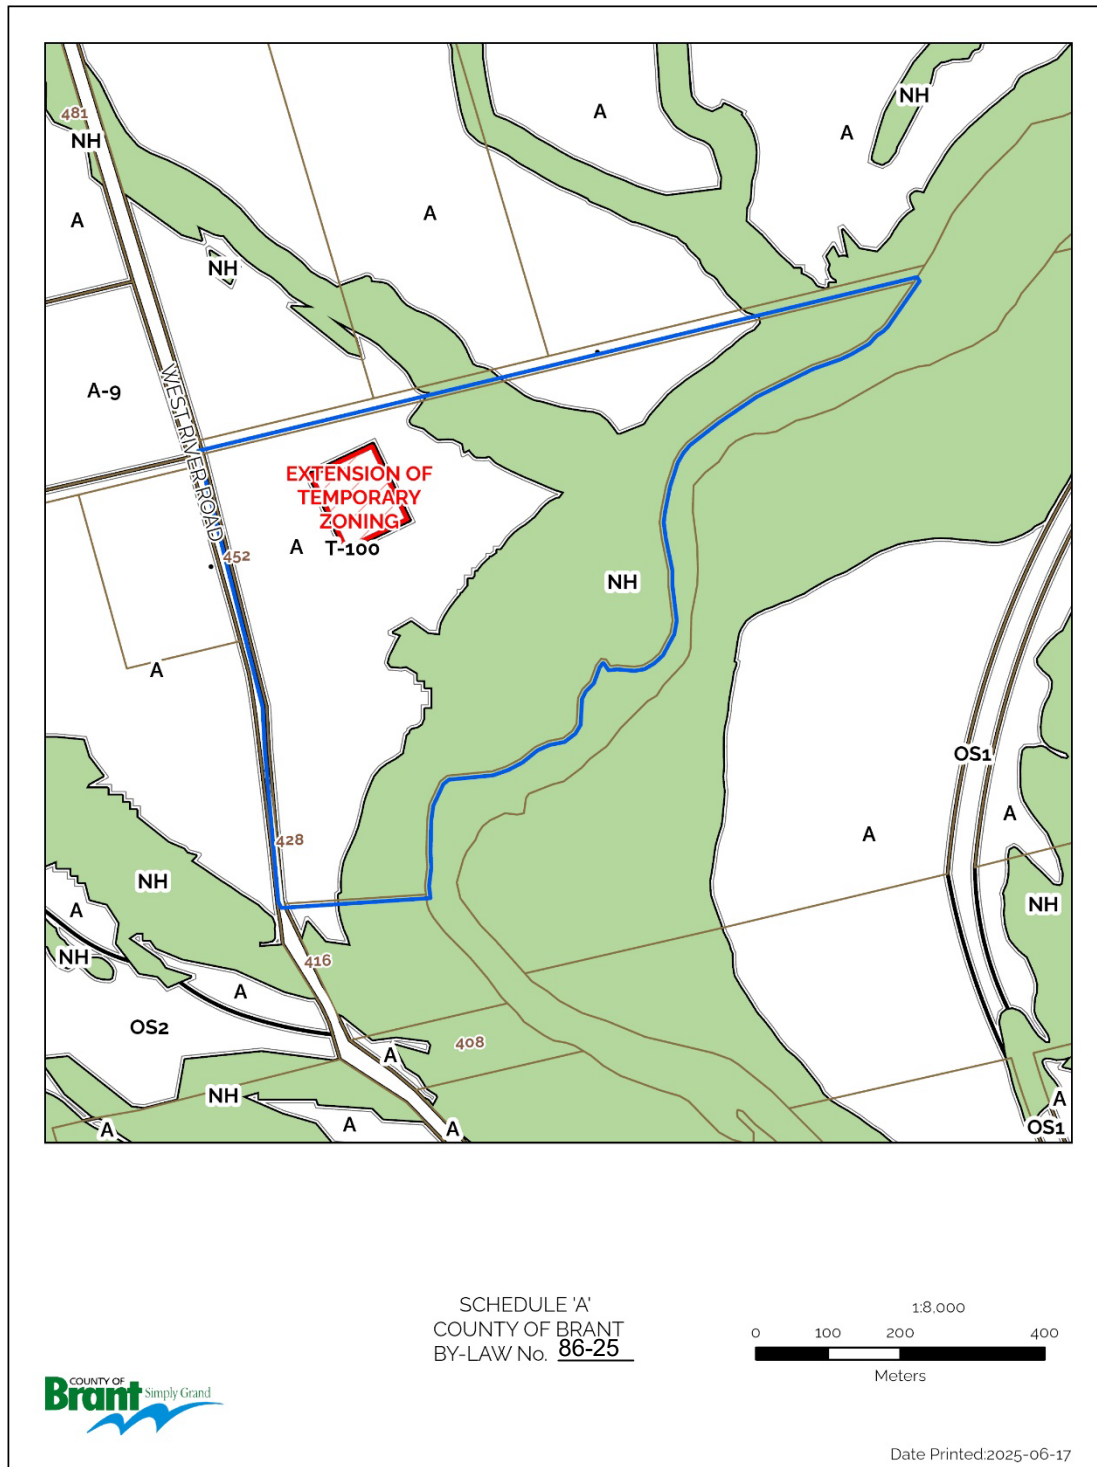 481
NH
A
NH
A
A
A
NH
A-9
WEST RIVER ROAD
EXTENSION OF
TEMPORARY
ZONING
A
T-100
452
NH
A
OS1
A
A
428
NH
NH
A
NH
416
A
OS2
408
A
NH
A
A
A
A
OS1
SCHEDULE 'A'
COUNTY OF BRANT
BY-LAW No. 86-25
1:8,000
0 100 200 400
Meters
COUNTY OF
Brant Simply Grand
Date Printed:2025-06-17